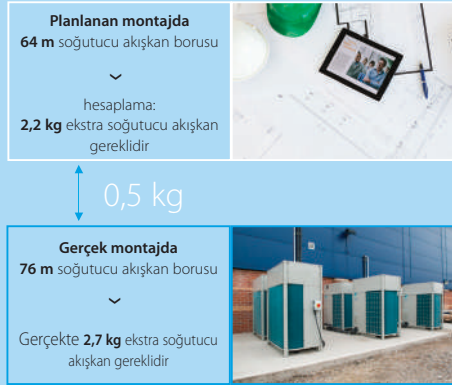 Planlanan montajda
64 m soğutucu akışkan borusu
hesaplama:
2,2 kg ekstra soğutucu akışkan
gereklidir
0,5 kg
Gerçek montajda
76 m soğutucu akışkan borusu
Gerçekte 2,7 kg ekstra soğutucu
akışkan gereklidir